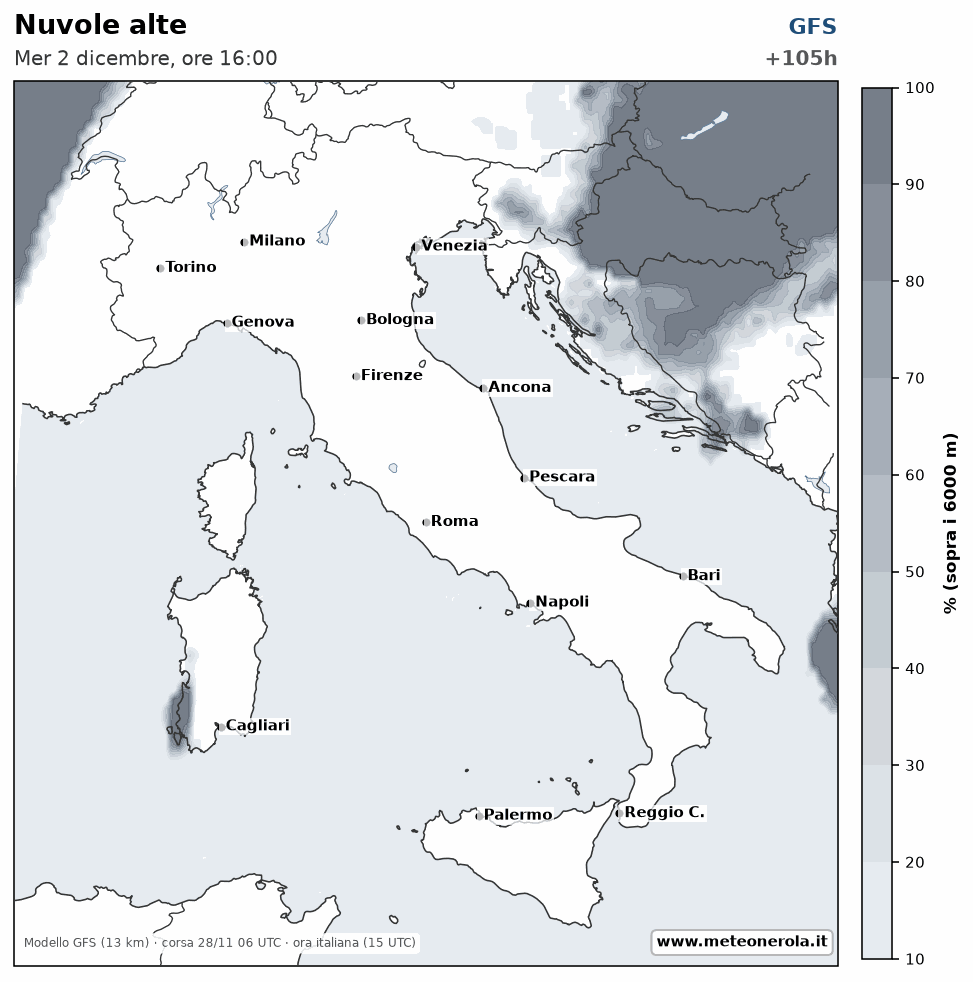 Nuvole alte
GFS
Mer 2 dicembre, ore 16:00
+105h
100
90
80
70
60
50
40
30
20
10
% (sopra i 6000 m)
Milano
Venezia
Torino
Genova
Bologna
Firenze
Ancona
Pescara
Roma
Bari
Napoli
Cagliari
Palermo
Reggio C.
Modello GFS (13 km) · corsa 28/11 06 UTC · ora italiana (15 UTC)
www.meteonerola.it